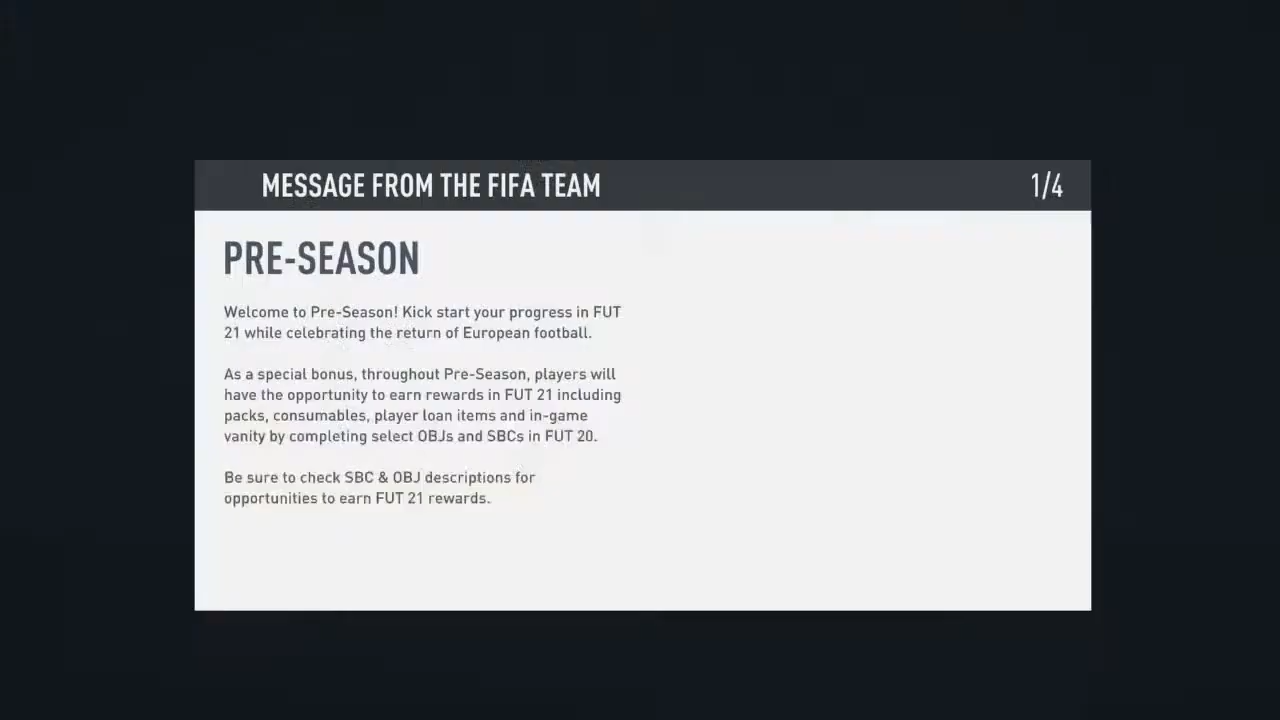 MESSAGE FROM THE FIFA TEAM
1/4
PRE-SEASON
Welcome to Pre-Season! Kick start your progress in FUT
21 while celebrating the return of European football.
As a special bonus, throughout Pre-Season, players will
have the opportunity to earn rewards in FUT 21 including
packs, consumables, player loan items and in-game
vanity by completing select OBJs and SBCs in FUT 20.
Be sure to check SBC & OBJ descriptions for
opportunities to earn FUT 21 rewards.